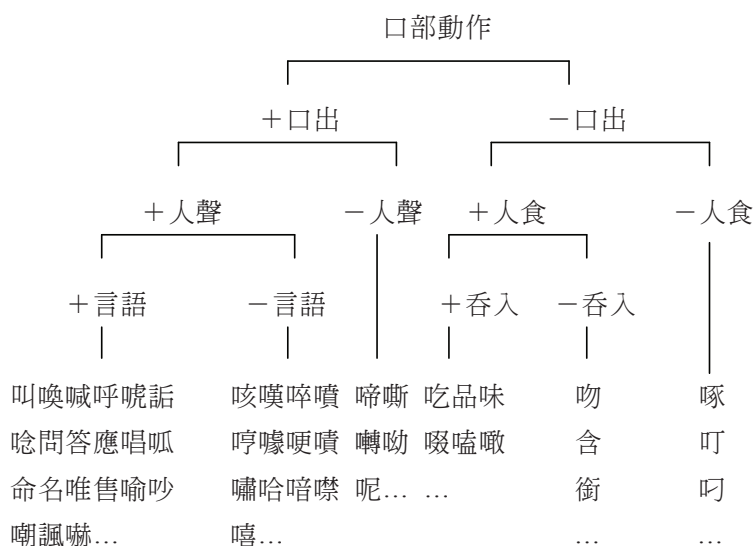 口部動作
＋口出 －口出
＋人聲 －人聲 ＋人食 －人食
＋言語 －言語 ＋吞入 －吞入
叫喚喊呼唬詬 咳嘆啐噴 啼嘶 吃品味 吻 啄
唸問答應唱呱 哼噱哽嘖 囀呦 啜嗑噉 含 叮
命名唯售喻吵 嘯哈喑噤 呢… … 銜 叼
嘲諷嚇… 嘻… … …